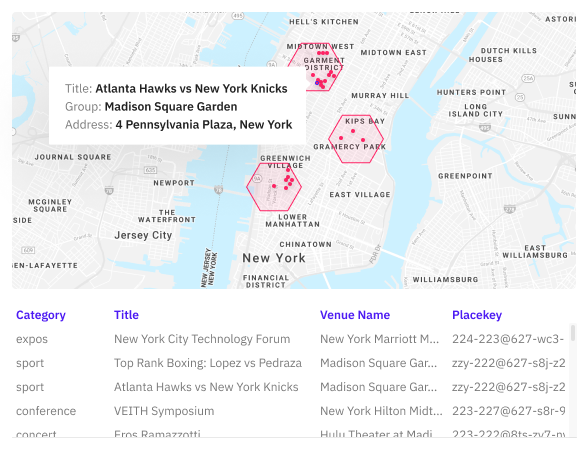 HELL'S KITCHEN
ASTORI
MIDTOWN WEST
GARMENT
DISTRICT
MIDTOWN EAST
DUTCH KILLS
HOUSES
Title: Atlanta Hawks vs New York Knicks
Group: Madison Square Garden
Address: 4 Pennsylvania Plaza, New York
MURRAY HILL
HUNTERS POINT
LONG
ISLAND CITY
KIPS BAY
GRAMERCY PARK
JOURNAL SQUARE
GREENWICH
VILLAGE
NEWPORT
GREENPOINT
EAST VILLAGE
MCGINLEY
SQUARE
SIDE
THE
WATERFRONT
LOWER
MANHATTAN
Jersey City
CHINATOWN
EAST
WILLIAMSBURG
NEW JERSEY
NEW YORK
New York
EN-LAFAYETTE
FINANCIAL
DISTRICT
WILLIAMSBURG
Category Title Venue Name Placekey
expos New York City Technology Forum New York Marriott M... 224-223@627-wc3-
sport Top Rank Boxing: Lopez vs Pedraza Madison Square Gar... zzy-222@627-s8j-z2
sport Atlanta Hawks vs New York Knicks Madison Square Gar... zzy-222@627-s8j-z2
conference VEITH Symposium New York Hilton Midt... 223-227@627-s8r-9
concert Eros Ramazzotti Hulu Theater at Madi